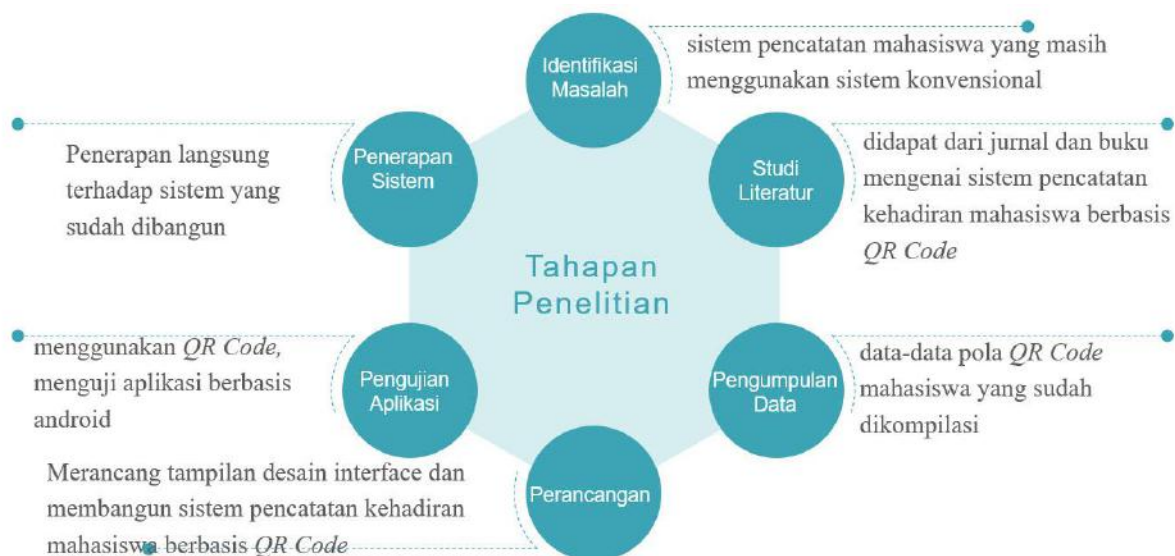 Identifikasi
Masalah
sistem pencatatan mahasiswa yang masih
menggunakan sistem konvensional
Studi
Literatur
didapat dari jurnal dan buku
mengenai sistem pencatatan
kehadiran mahasiswa berbasis
QR Code
Pengumpulan
Data
data-data pola QR Code
mahasiswa yang sudah
dikompilasi
Perancangan
Merancang tampilan desain interface dan
membangun sistem pencatatan kehadiran
mahasiswa berbasis QR Code
Pengujian
Aplikasi
menggunakan QR Code,
menguji aplikasi berbasis
android
Penerapan
Sistem
Penerapan langsung
terhadap sistem yang
sudah dibangun
Tahapan
Penelitian